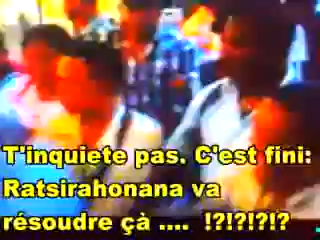 T'inquiete pas. C'est fini:
Ratsirahonana va
résoudre çà .... !?!?!?!?